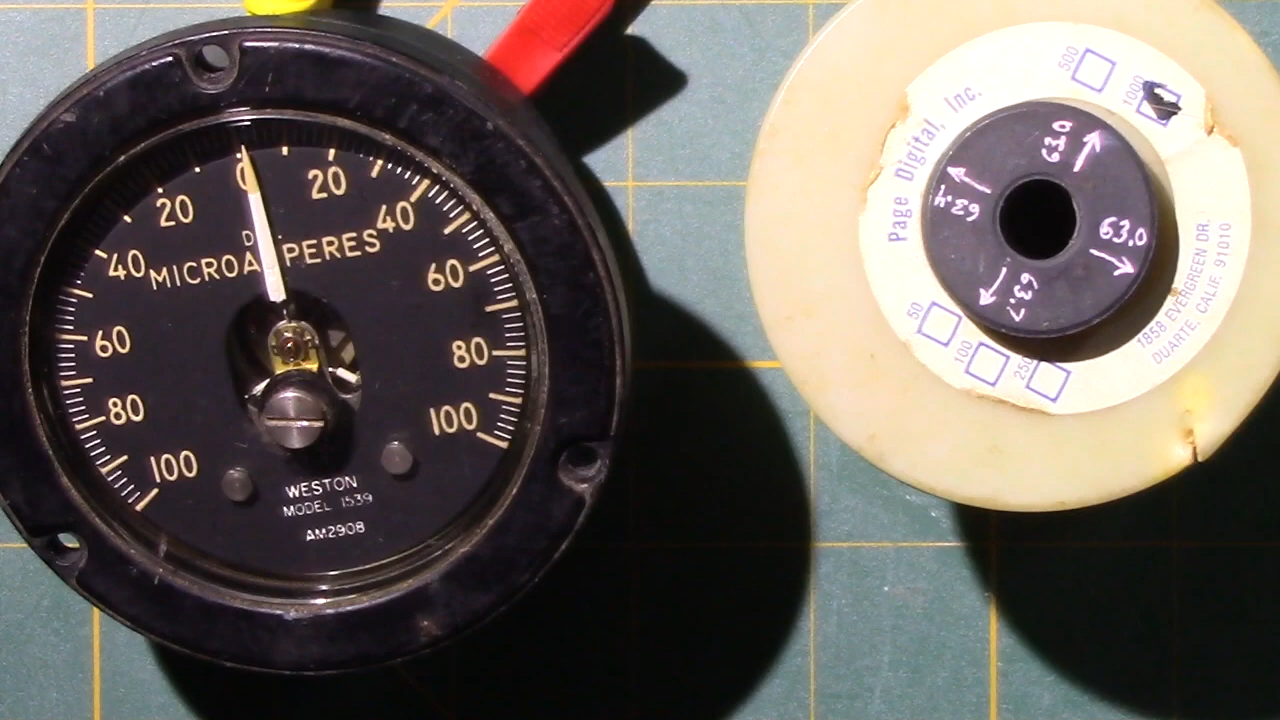 20 0 20
40 40
D
MICROAMPERES
60 60
80 80
100 100
WESTON
MODEL 1539
AM2908
Page Digital, Inc.
500
1000
50
100
250
1858 EVERGREEN DR.
DUARTE, CALIF. 91010
63.0
63.4
63.0
63.7